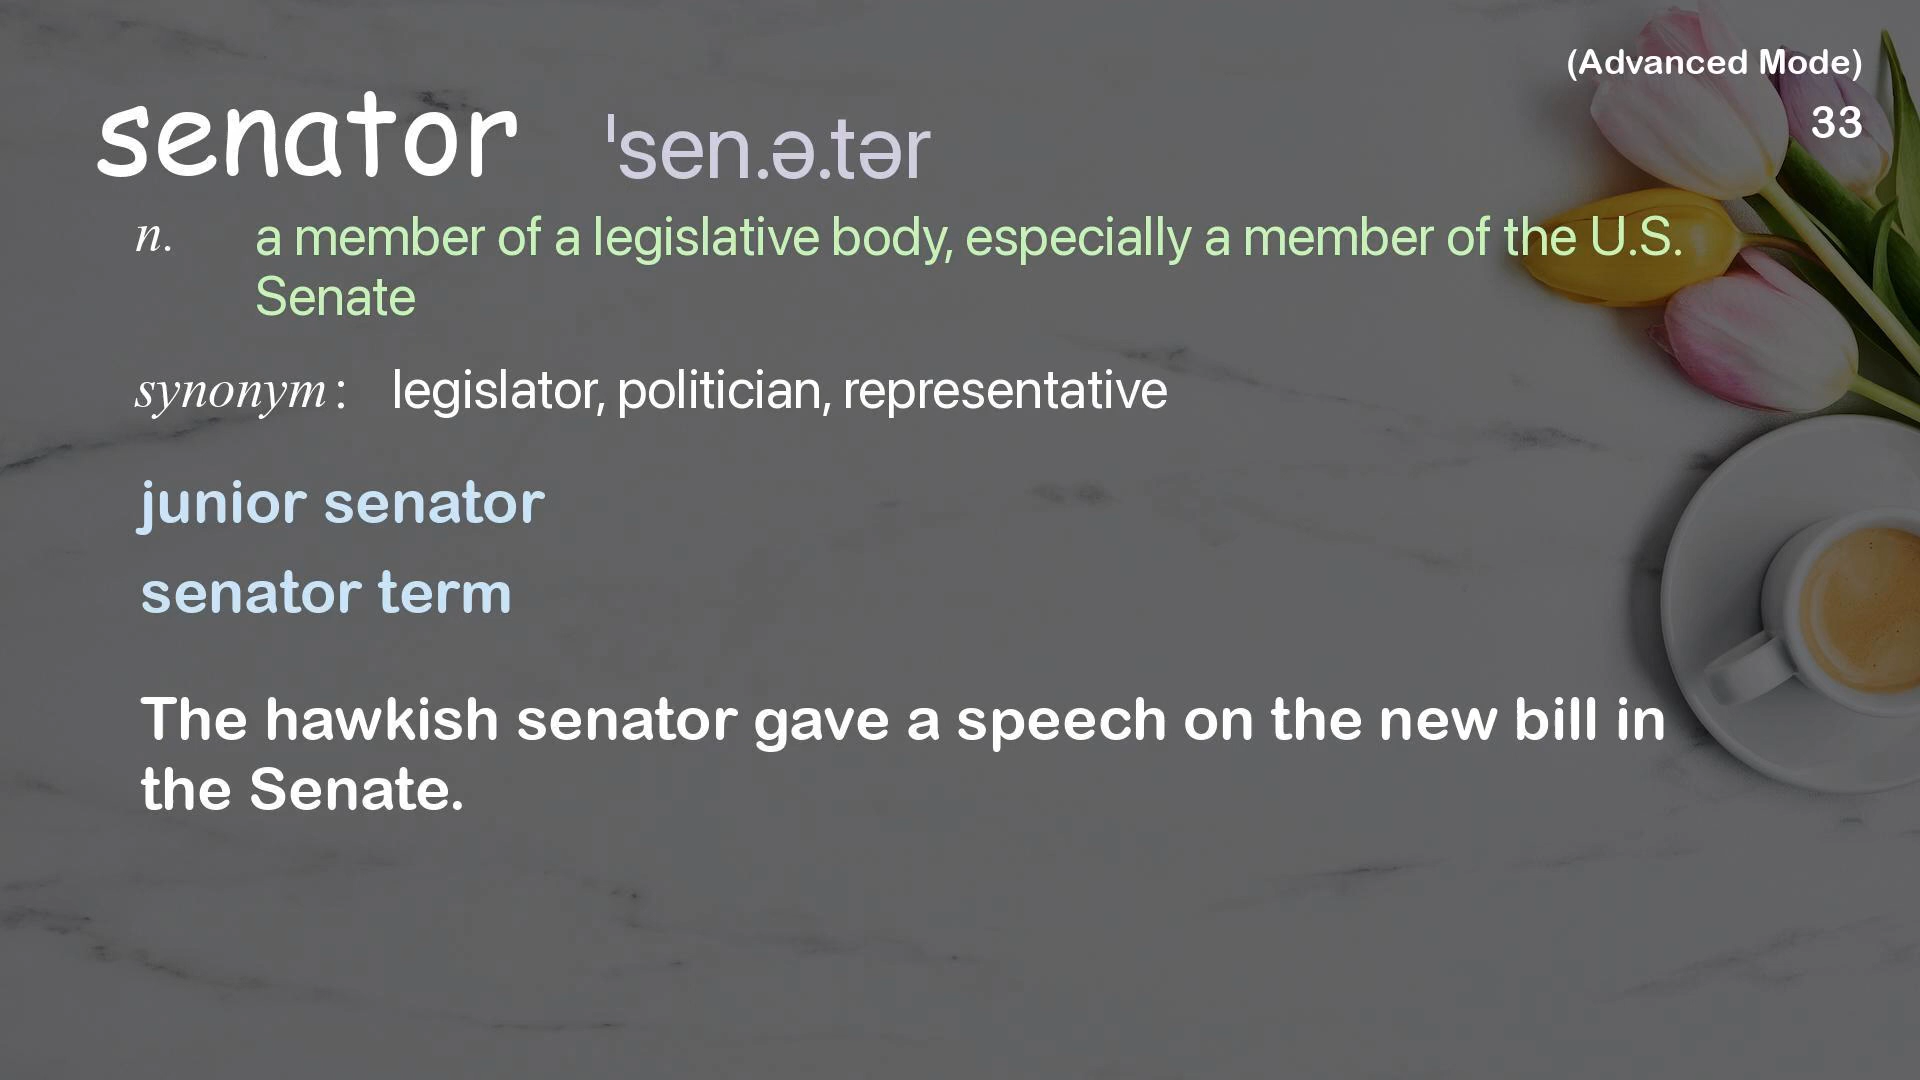 (Advanced Mode)
33
senator ˈsen.ə.tər
n. a member of a legislative body, especially a member of the U.S.
Senate
synonym: legislator, politician, representative
junior senator
senator term
The hawkish senator gave a speech on the new bill in
the Senate.